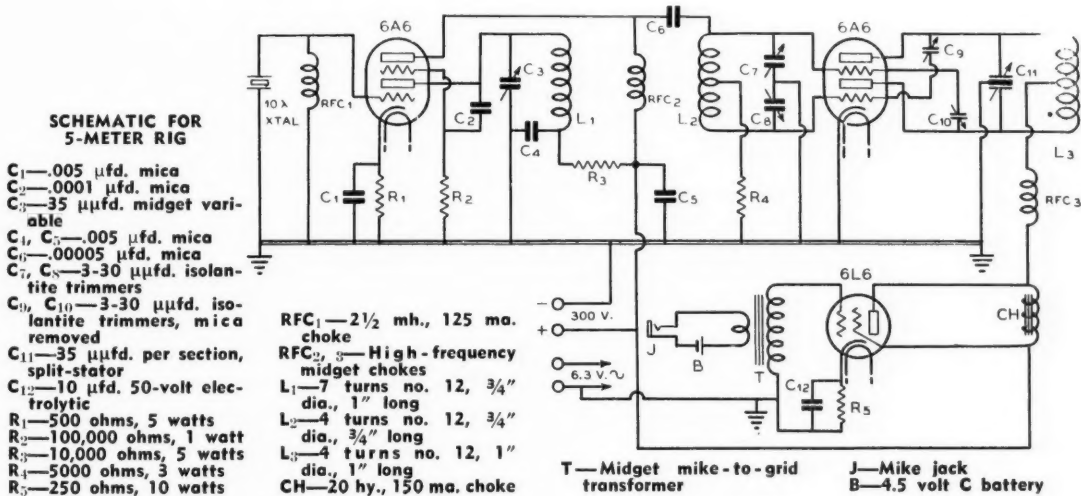 SCHEMATIC FOR
5-METER RIG
C₁—.005 µfd. mica
C₂—.0001 µfd. mica
C₃—35 µµfd. midget vari-
able
C₄, C₅—.005 µfd. mica
C₆—.00005 µfd. mica
C₇, C₈—3-30 µµfd. isolan-
tite trimmers
C₉, C₁₀—3-30 µµfd. iso-
lantite trimmers, mica
removed
C₁₁—35 µµfd. per section,
split-stator
C₁₂—10 µfd. 50-volt elec-
trolytic
R₁—500 ohms, 5 watts
R₂—100,000 ohms, 1 watt
R₃—10,000 ohms, 5 watts
R₄—5000 ohms, 3 watts
R₅—250 ohms, 10 watts
RFC₁—2½ mh., 125 ma.
choke
RFC₂, ₃—High-frequency
midget chokes
L₁—7 turns no. 12, ¾"
dia., 1" long
L₂—4 turns no. 12, ¾"
dia., ¾" long
L₃—4 turns no. 12, 1"
dia., 1" long
CH—20 hy., 150 ma. choke
T—Midget mike-to-grid
transformer
J—Mike jack
B—4.5 volt C battery
6A6
6A6
6L6
10 λ
XTAL
RFC₁
C₁
R₁
R₂
C₂
C₃
C₄
L₁
R₃
C₆
RFC₂
C₅
L₂
R₄
C₇
C₈
C₉
C₁₀
C₁₁
L₃
RFC₃
CH
−
300 V.
+
6.3 V. ∿
J
B
T
C₁₂
R₅